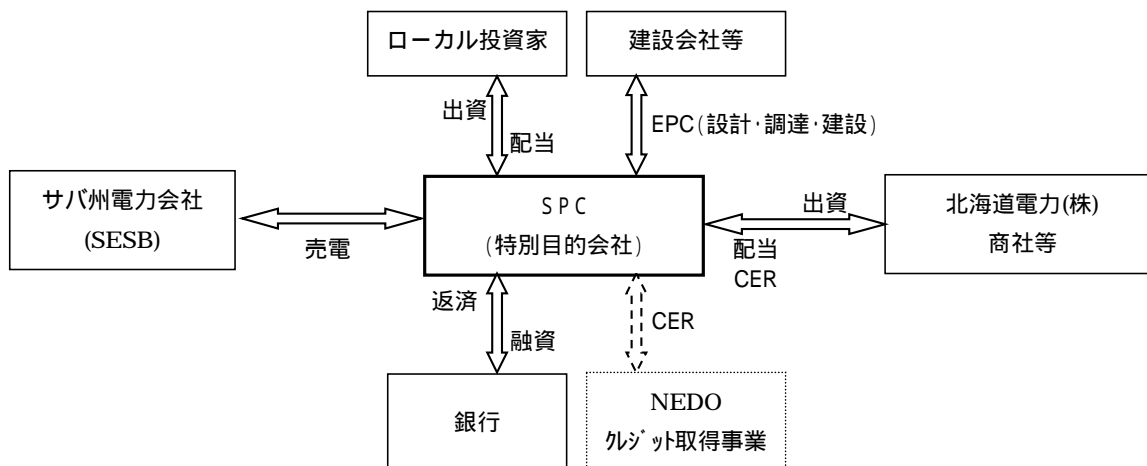 ローカル投資家
建設会社等
出資
配当
EPC(設計・調達・建設)
サバ州電力会社
(SESB)
売電
SPC
(特別目的会社)
出資
配当
CER
北海道電力(株)
商社等
返済
融資
CER
銀行
NEDO
クレジット取得事業